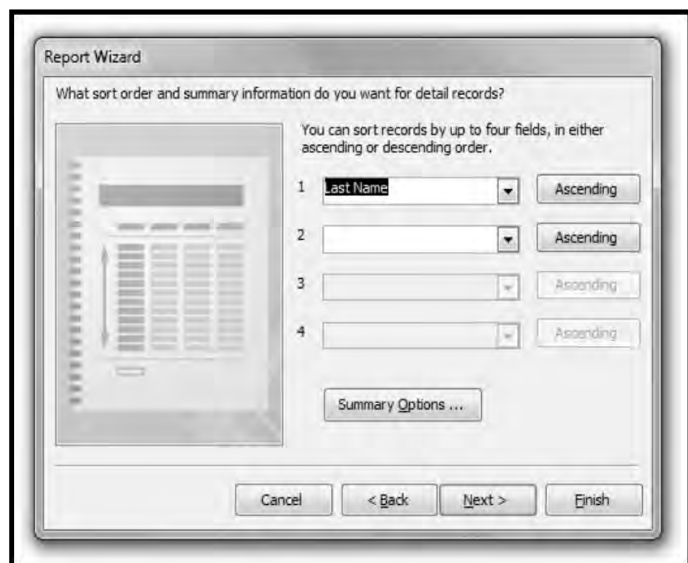 Report Wizard
What sort order and summary information do you want for detail records?
You can sort records by up to four fields, in either
ascending or descending order.
1 Last Name Ascending
2 Ascending
3 Ascending
4 Ascending
Summary Options ...
Cancel < Back Next > Finish